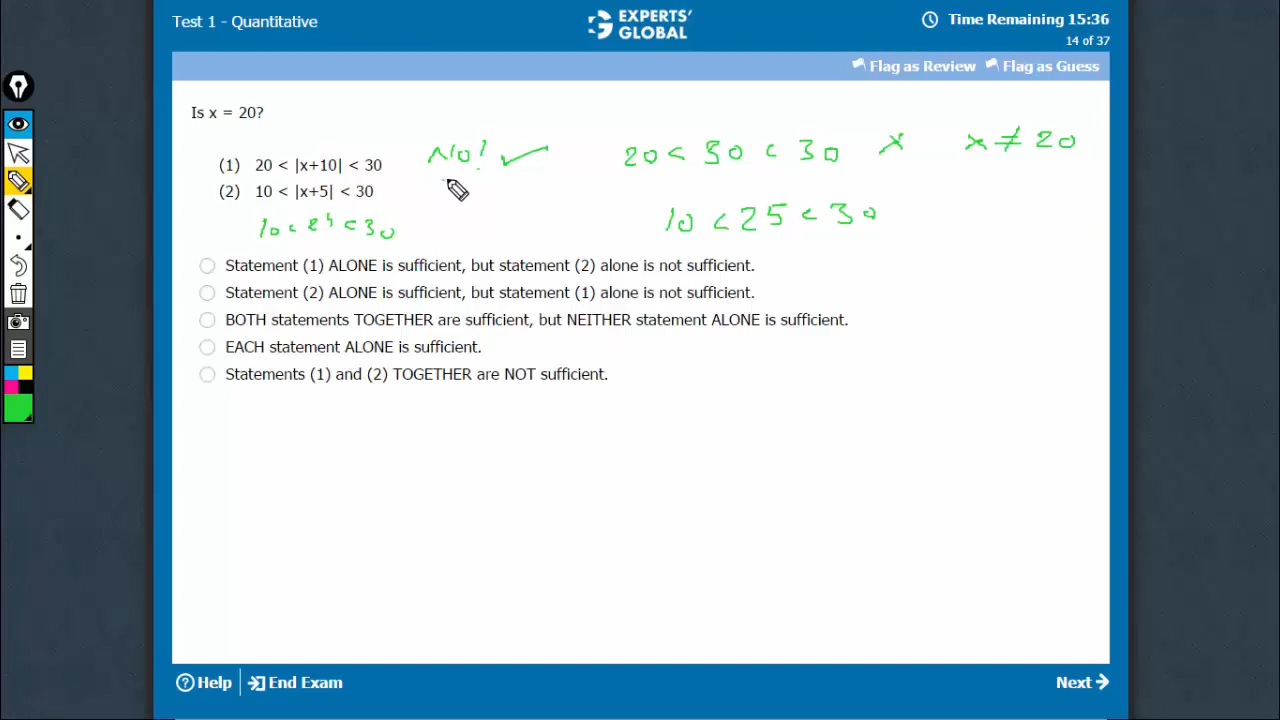 Test 1 - Quantitative
EXPERTS' GLOBAL
Time Remaining 15:36
14 of 37
Flag as Review Flag as Guess
Is x = 20?
(1) 20 < |x+10| < 30 No! ✓ 20 < 30 < 30 x x ≠ 20
(2) 10 < |x+5| < 30
10 < 25 < 30 10 < 25 < 30
Statement (1) ALONE is sufficient, but statement (2) alone is not sufficient.
Statement (2) ALONE is sufficient, but statement (1) alone is not sufficient.
BOTH statements TOGETHER are sufficient, but NEITHER statement ALONE is sufficient.
EACH statement ALONE is sufficient.
Statements (1) and (2) TOGETHER are NOT sufficient.
Help End Exam Next